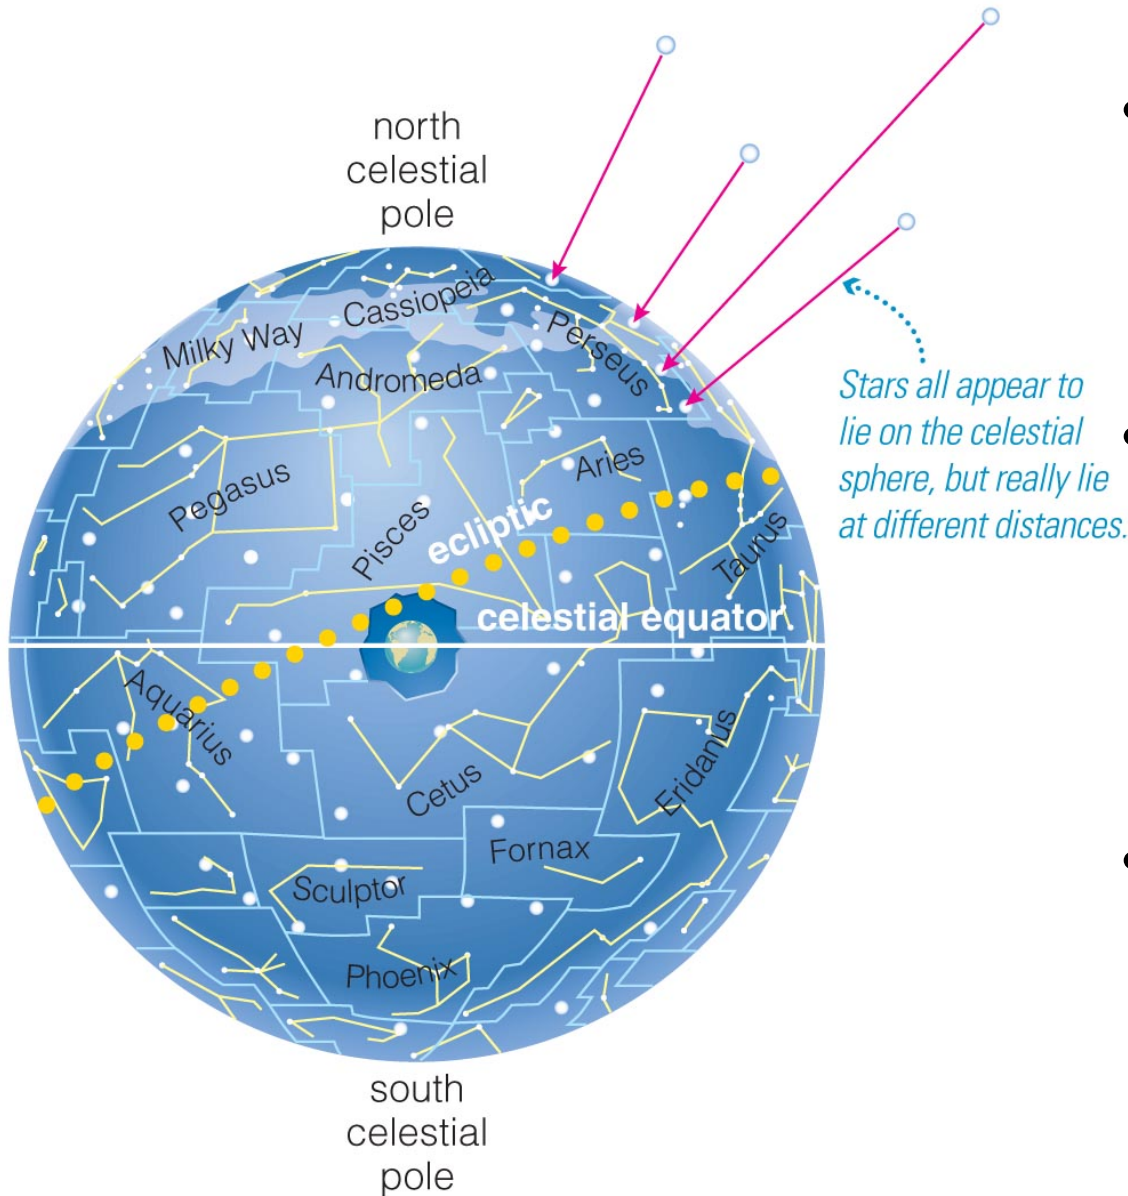 north
celestial
pole
Cassiopeia
Milky Way
Perseus
Andromeda
Stars all appear to
lie on the celestial
sphere, but really lie
at different distances.
Aries
Pegasus
Pisces
ecliptic
Taurus
celestial equator
Aquarius
Eridanus
Cetus
Fornax
Sculptor
Phoenix
south
celestial
pole